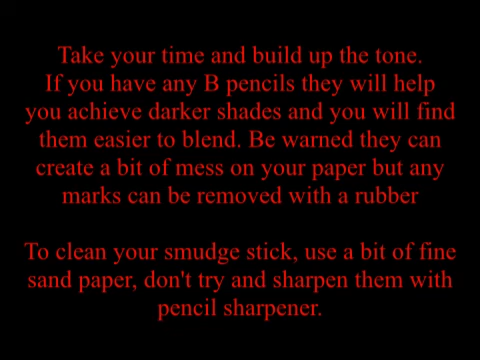 Take your time and build up the tone.
If you have any B pencils they will help
you achieve darker shades and you will find
them easier to blend. Be warned they can
create a bit of mess on your paper but any
marks can be removed with a rubber
To clean your smudge stick, use a bit of fine
sand paper, don't try and sharpen them with
pencil sharpener.